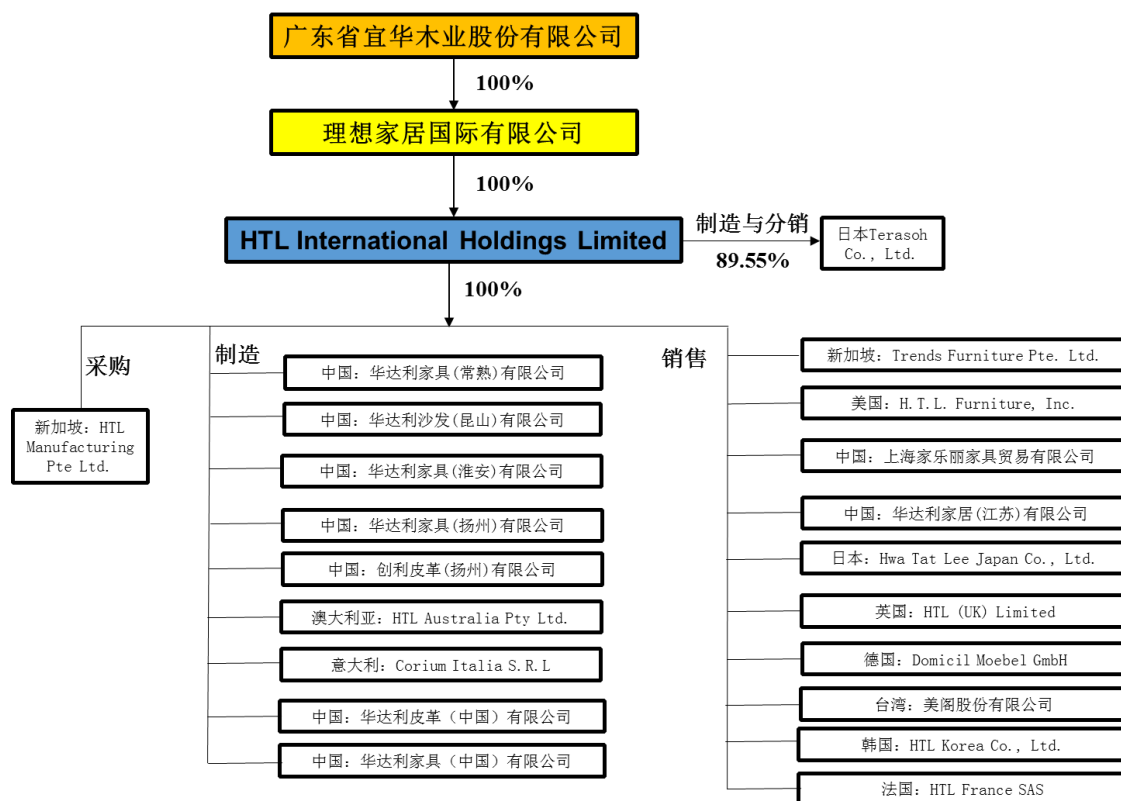 广东省宜华木业股份有限公司
100%
理想家居国际有限公司
100%
HTL International Holdings Limited
制造与分销
89.55%
日本Terasoh
Co., Ltd.
100%
采购
新加坡：HTL
Manufacturing
Pte Ltd.
制造
中国：华达利家具(常熟)有限公司
中国：华达利沙发(昆山)有限公司
中国：华达利家具(淮安)有限公司
中国：华达利家具(扬州)有限公司
中国：创利皮革(扬州)有限公司
澳大利亚：HTL Australia Pty Ltd.
意大利：Corium Italia S.R.L
中国：华达利皮革（中国）有限公司
中国：华达利家具（中国）有限公司
销售
新加坡：Trends Furniture Pte. Ltd.
美国：H.T.L. Furniture, Inc.
中国：上海家乐丽家具贸易有限公司
中国：华达利家居(江苏)有限公司
日本：Hwa Tat Lee Japan Co., Ltd.
英国：HTL (UK) Limited
德国：Domicil Moebel GmbH
台湾：美阁股份有限公司
韩国：HTL Korea Co., Ltd.
法国：HTL France SAS